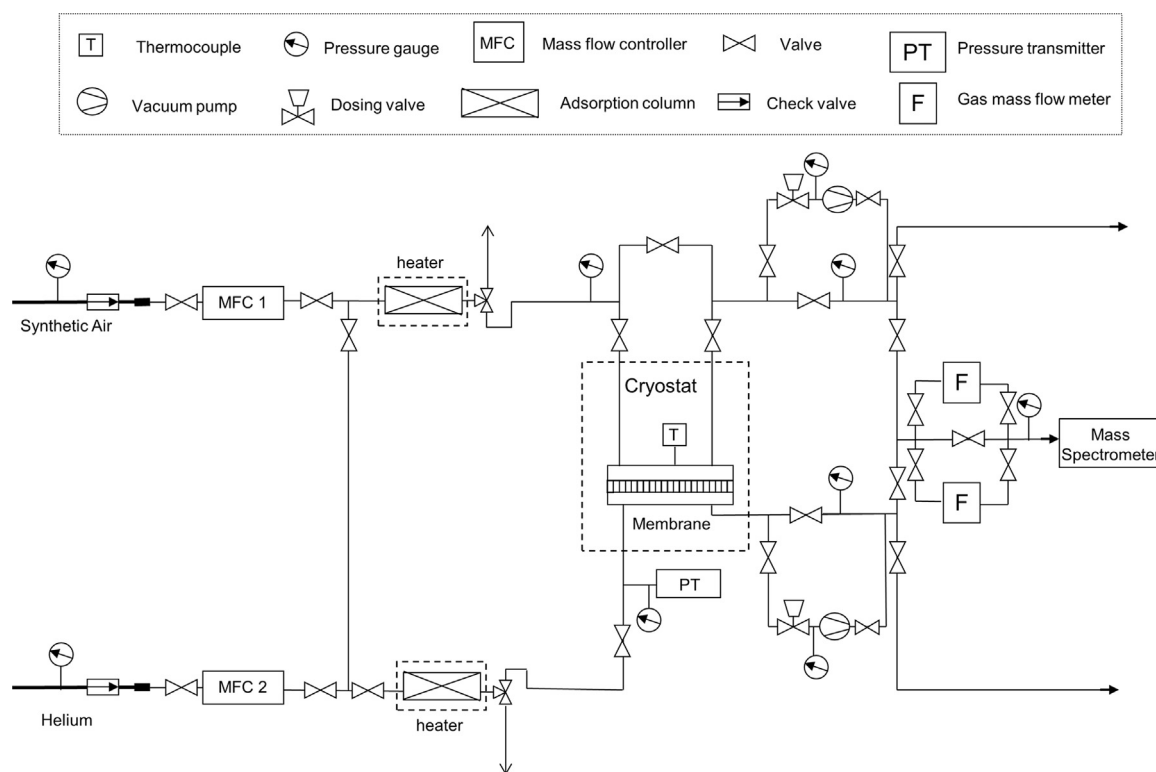 T
Thermocouple
Pressure gauge
MFC
Mass flow controller
Valve
PT
Pressure transmitter
Vacuum pump
Dosing valve
Adsorption column
Check valve
F
Gas mass flow meter
heater
MFC 1
Synthetic Air
Cryostat
T
F
Mass
Spectrometer
F
Membrane
PT
MFC 2
Helium
heater